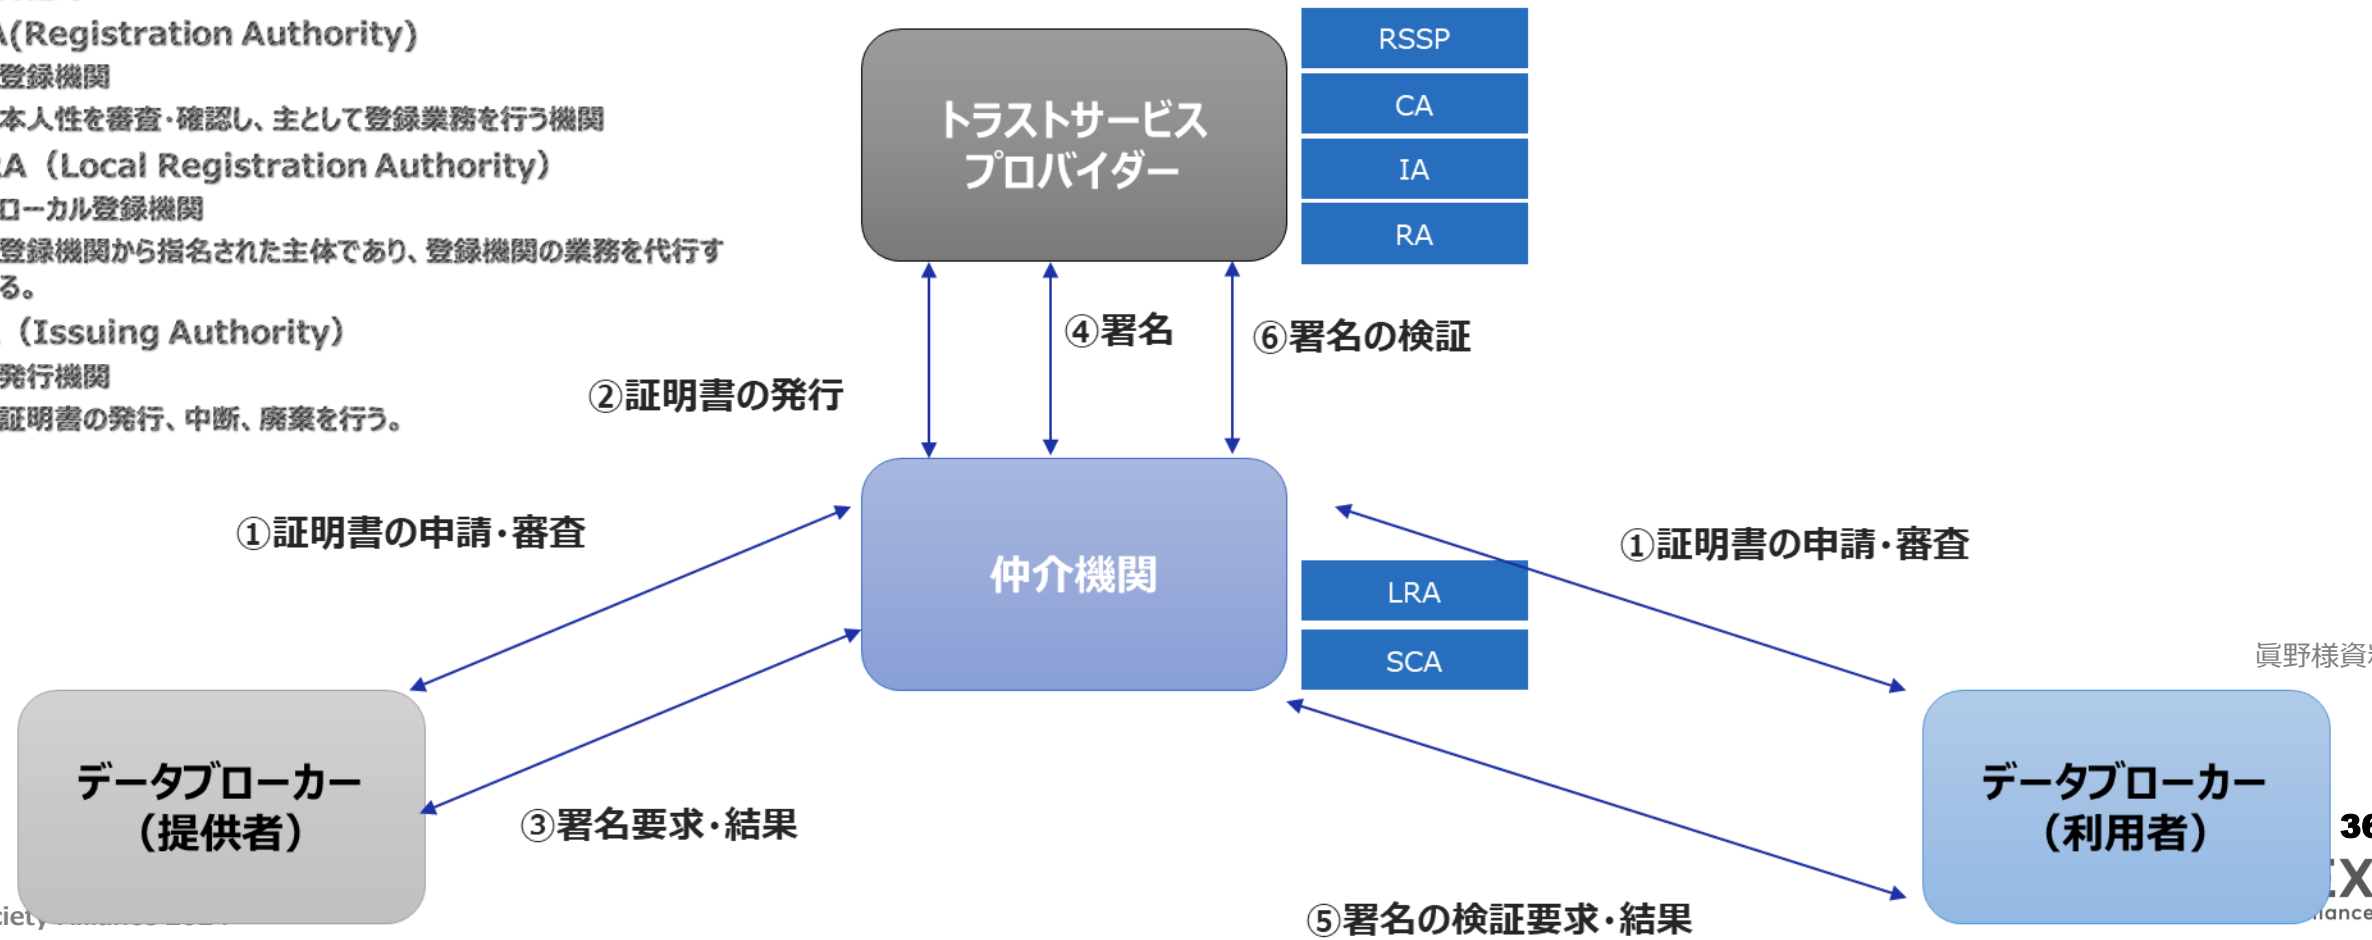 A(Registration Authority)
登録機関
本人性を審査・確認し、主として登録業務を行う機関
RA（Local Registration Authority）
ローカル登録機関
登録機関から指名された主体であり、登録機関の業務を代行す
る。
（Issuing Authority）
発行機関
証明書の発行、中断、廃棄を行う。
トラストサービス
プロバイダー
RSSP
CA
IA
RA
④署名
⑥署名の検証
②証明書の発行
①証明書の申請・審査
仲介機関
LRA
SCA
①証明書の申請・審査
眞野様資料
データブローカー
（提供者）
③署名要求・結果
データブローカー
（利用者）
36
EX
⑤署名の検証要求・結果